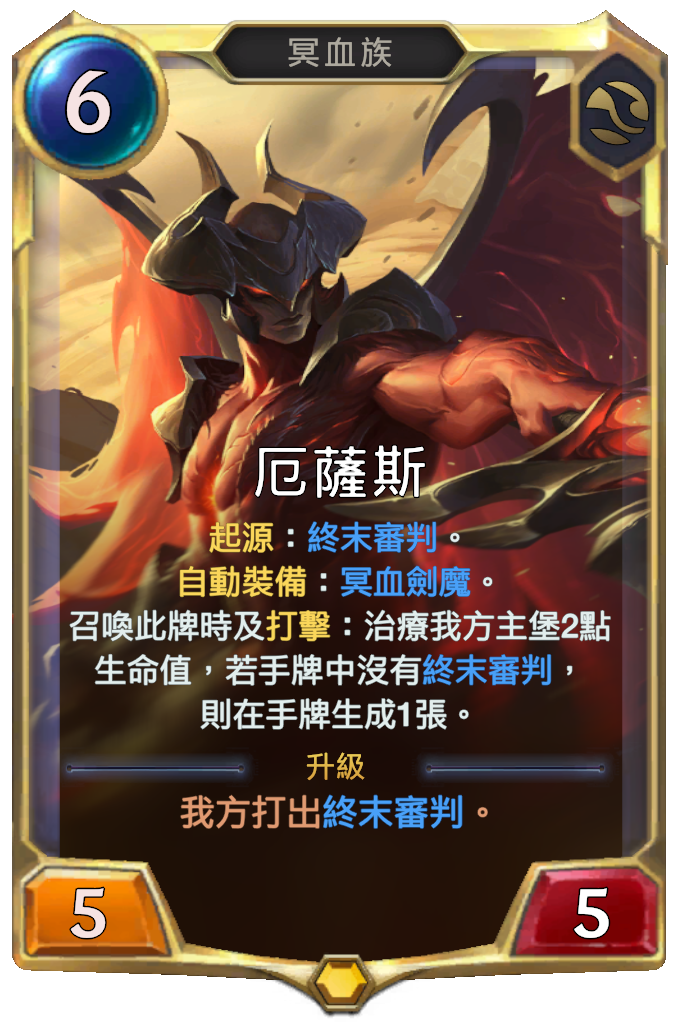 冥血族
6
厄薩斯
起源：終末審判。
自動裝備：冥血劍魔。
召喚此牌時及打擊：治療我方主堡2點
生命值，若手牌中沒有終末審判，
則在手牌生成1張。
升級
我方打出終末審判。
5
5